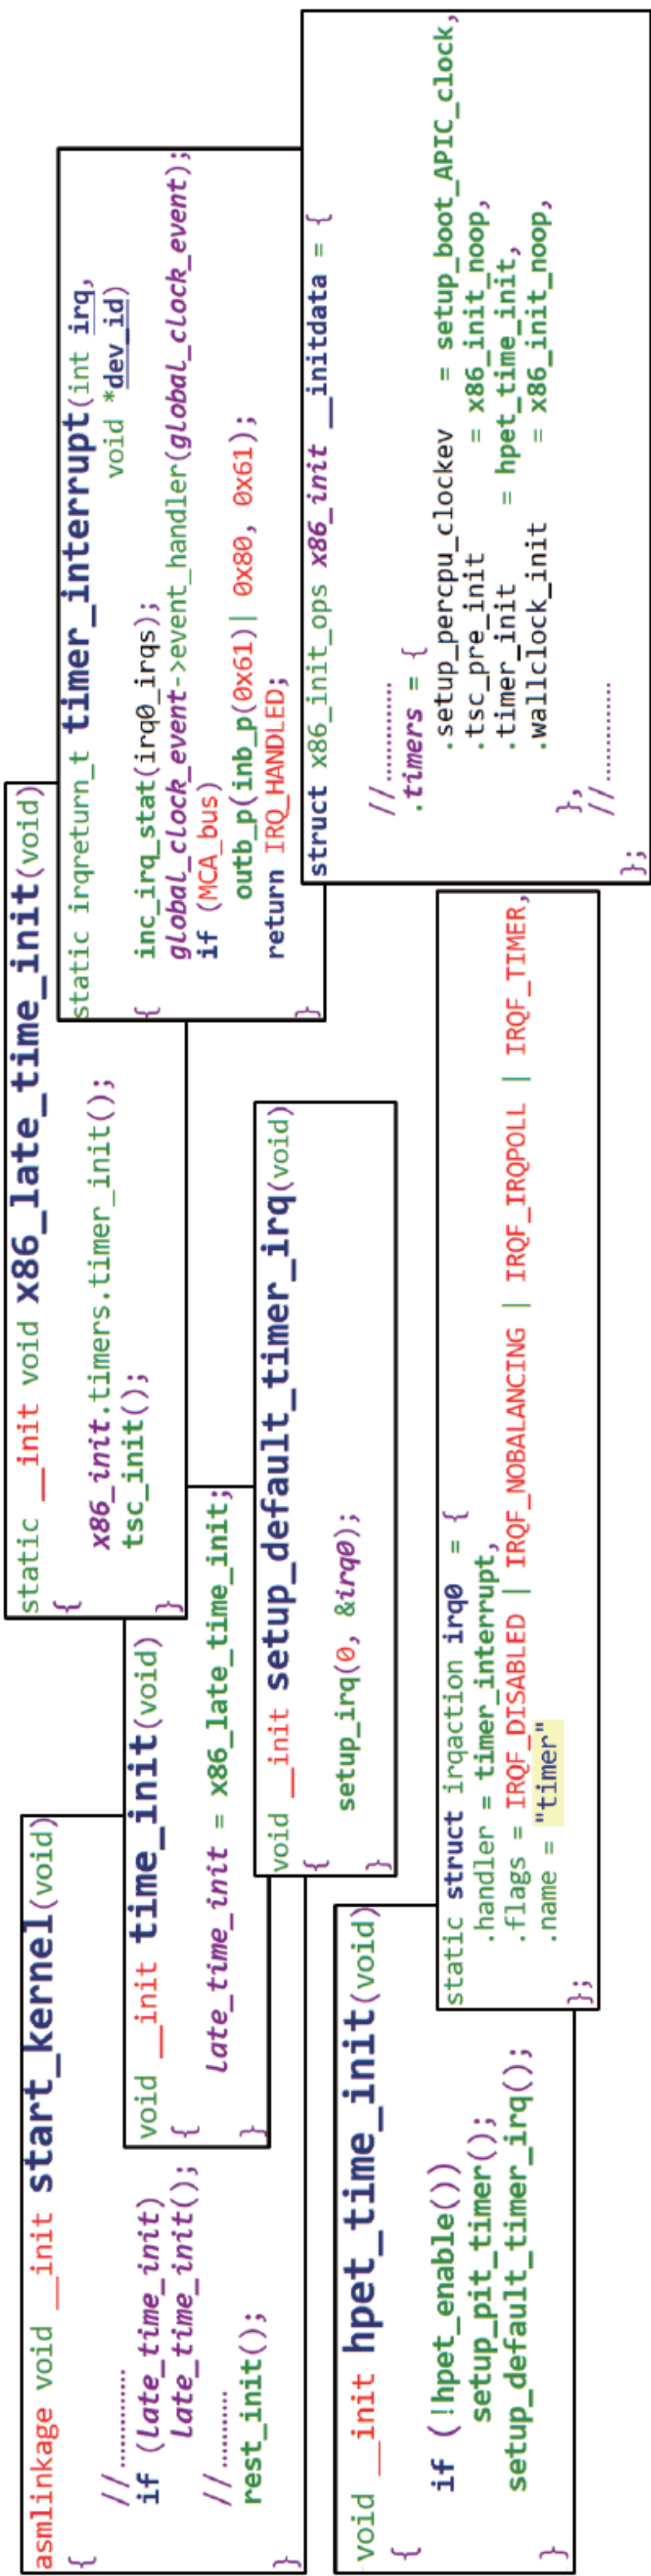 asmlinkage void __init start_kernel(void)
{
//..............
if (late_time_init)
late_time_init();
//...........
rest_init();
}
void __init time_init(void)
{
late_time_init = x86_late_time_init;
}
static __init void x86_late_time_init(void)
{
x86_init.timers.timer_init();
tsc_init();
}
static irqreturn_t timer_interrupt(int irq,
void *dev_id)
{
inc_irq_stat(irq0_irqs);
global_clock_event->event_handler(global_clock_event);
if (MCA_bus)
outb_p(inb_p(0x61)| 0x80, 0x61);
return IRQ_HANDLED;
}
void __init setup_default_timer_irq(void)
{
setup_irq(0, &irq0);
}
struct x86_init_ops x86_init __initdata = {
//...............
.timers = {
.setup_percpu_clockev = setup_boot_APIC_clock,
.tsc_pre_init = x86_init_noop,
.timer_init = hpet_time_init,
.wallclock_init = x86_init_noop,
},
//...............
};
void __init hpet_time_init(void)
{
if (!hpet_enable())
setup_pit_timer();
setup_default_timer_irq();
}
static struct irqaction irq0 = {
.handler = timer_interrupt,
.flags = IRQF_DISABLED | IRQF_NOBALANCING | IRQF_IRQPOLL | IRQF_TIMER,
.name = "timer"
};